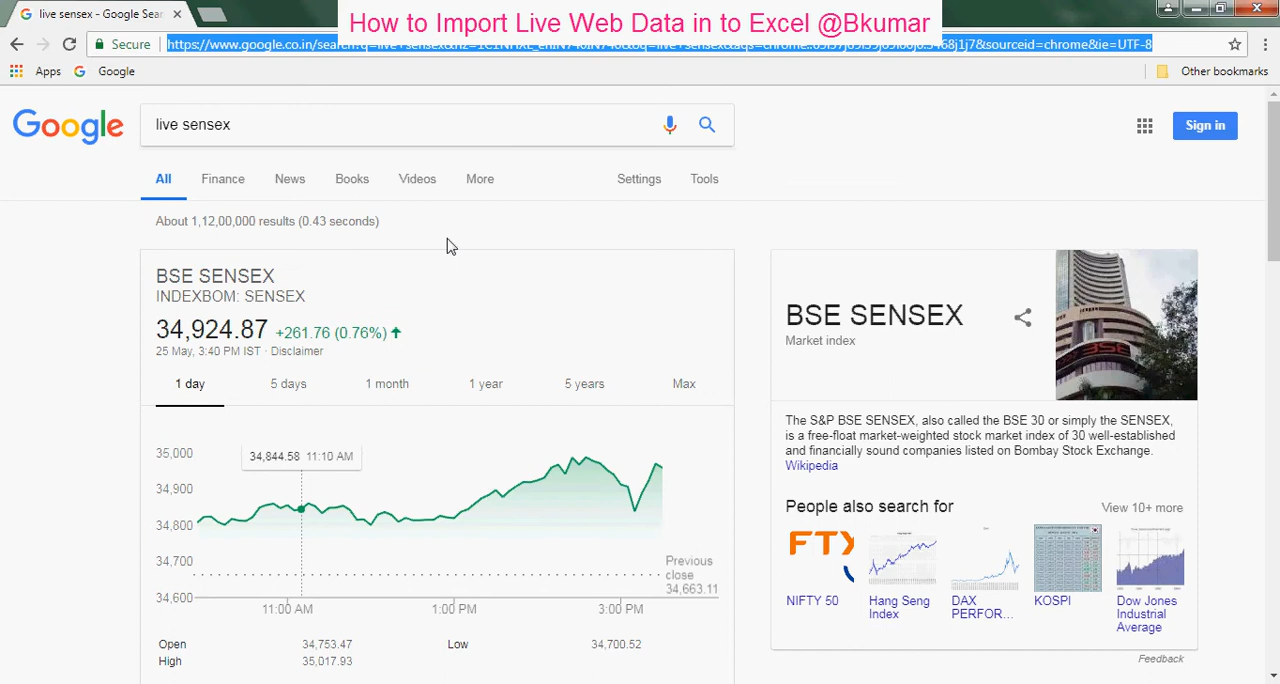 live sensex - Google Sear
How to Import Live Web Data in to Excel @Bkumar
Secure
Apps
Google
Other bookmarks
Google
live sensex
Sign in
All
Finance
News
Books
Videos
More
Settings
Tools
About 1,12,00,000 results (0.43 seconds)
BSE SENSEX
INDEXBOM: SENSEX
34,924.87 +261.76 (0.76%)
25 May, 3:40 PM IST · Disclaimer
1 day
5 days
1 month
1 year
5 years
Max
34,844.58 11:10 AM
35,000
34,900
34,800
34,700
34,600
Previous
close
34,663.11
11:00 AM
1:00 PM
3:00 PM
Open 34,753.47
Low 34,700.52
High 35,017.93
BSE SENSEX
Market index
BSE
The S&P BSE SENSEX, also called the BSE 30 or simply the SENSEX,
is a free-float market-weighted stock market index of 30 well-established
and financially sound companies listed on Bombay Stock Exchange.
Wikipedia
People also search for
View 10+ more
FTX
NIFTY 50
Hang Seng
Index
DAX
PERFOR...
KOSPI
Dow Jones
Industrial
Average
Feedback